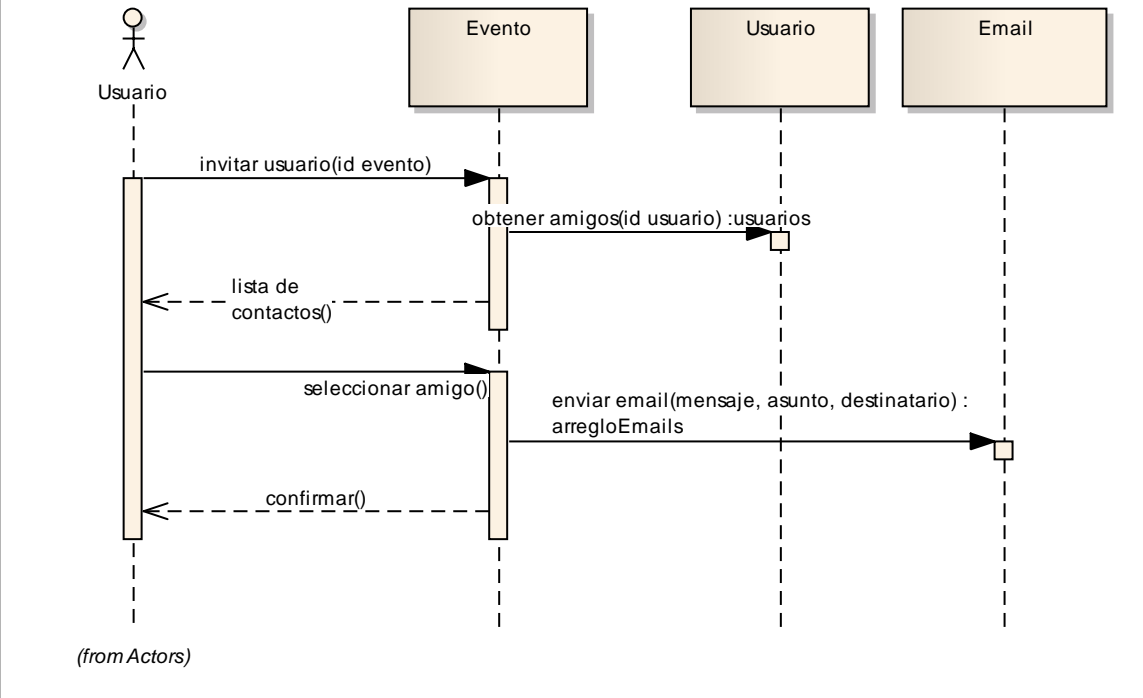 Evento
Usuario
Email
Usuario
invitar usuario(id evento)
obtener amigos(id usuario) :usuarios
lista de
contactos()
seleccionar amigo()
enviar email(mensaje, asunto, destinatario) :
arregloEmails
confirmar()
(from Actors)